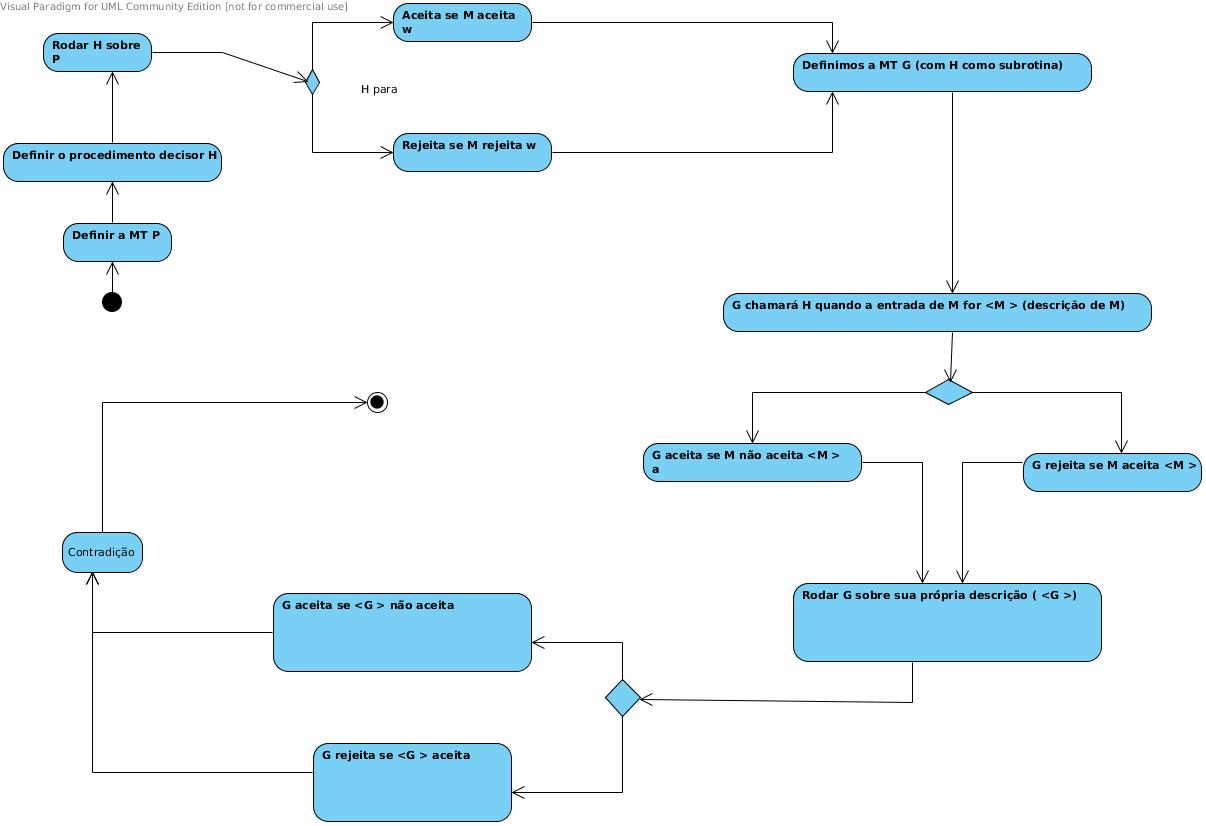 Visual Paradigm for UML Community Edition [not for commercial use]
Aceita se M aceita
w
Rodar H sobre
P
Definimos a MT G (com H como subrotina)
H para
Rejeita se M rejeita w
Definir o procedimento decisor H
Definir a MT P
G chamará H quando a entrada de M for <M > (descrição de M)
G aceita se M não aceita <M >
a
G rejeita se M aceita <M >
Contradição
G aceita se <G > não aceita
Rodar G sobre sua própria descrição ( <G >)
G rejeita se <G > aceita